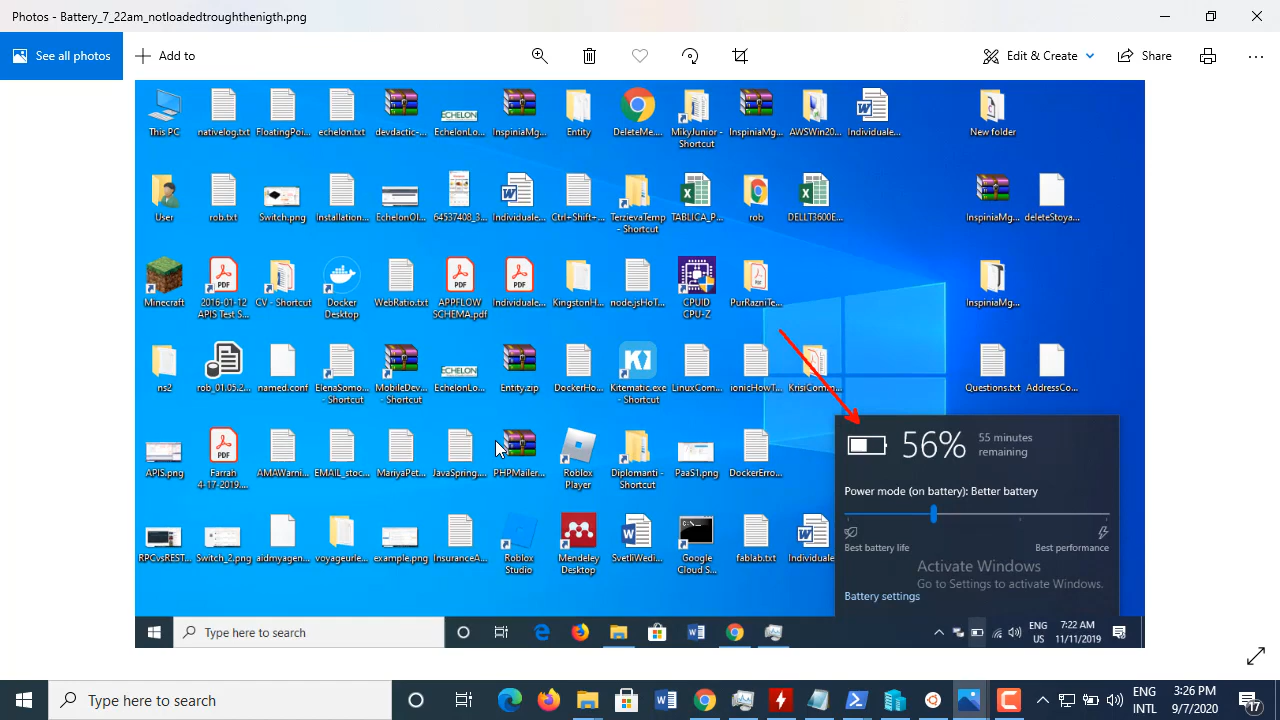 Photos - Battery_7_22am_notloadedtroughthenigth.png
See all photos
Add to
Edit & Create
Share
This PC
nativelog.txt
FloatingPoi...
echelon.txt
devdactic-...
EchelonLo...
InspiniaMg...
Entity
DeleteMe....
MikyJunior -
Shortcut
InspiniaMg...
AWSWin20...
Individuale...
New folder
User
rob.txt
Switch.png
Installation...
EchelonOl...
64537408_3...
Individuale...
Ctrl+Shift+...
TerzievaTemp
- Shortcut
TABLICA_P...
rob
DELLT3600E...
InspiniaMg...
deleteStoya...
Minecraft
2016-01-12
APIS Test S...
CV - Shortcut
Docker
Desktop
WebRatio.txt
APPFLOW
SCHEMA.pdf
Individuale...
KingstonH...
node.jsHoT...
CPUID
CPU-Z
PurRazniTe...
InspiniaMg...
ns2
rob_01.05.2...
named.conf
ElenaSomo...
- Shortcut
MobileDev...
- Shortcut
EchelonLo...
Entity.zip
DockerHo...
Kitematic.exe
- Shortcut
LinuxCom...
ionicHowT...
KrisiComm...
Questions.txt
AddressCo...
APIS.png
Farrah
4-17-2019....
AMAWarni...
EMAIL_stoc...
MariyaPet...
JavaSpring....
PHPMailer...
Roblox
Player
Diplomanti -
Shortcut
PaaS1.png
DockerErro...
RPCvsREST...
Switch_2.png
aidmyagen...
voyageurle...
example.png
InsuranceA...
Roblox
Studio
Mendeley
Desktop
SvetliWedi...
Google
Cloud S...
fablab.txt
Individuale
56%
55 minutes
remaining
Power mode (on battery): Better battery
Best battery life
Best performance
Activate Windows
Go to Settings to activate Windows.
Battery settings
Type here to search
ENG
US
7:22 AM
11/11/2019
Type here to search
ENG
INTL
3:26 PM
9/7/2020
17